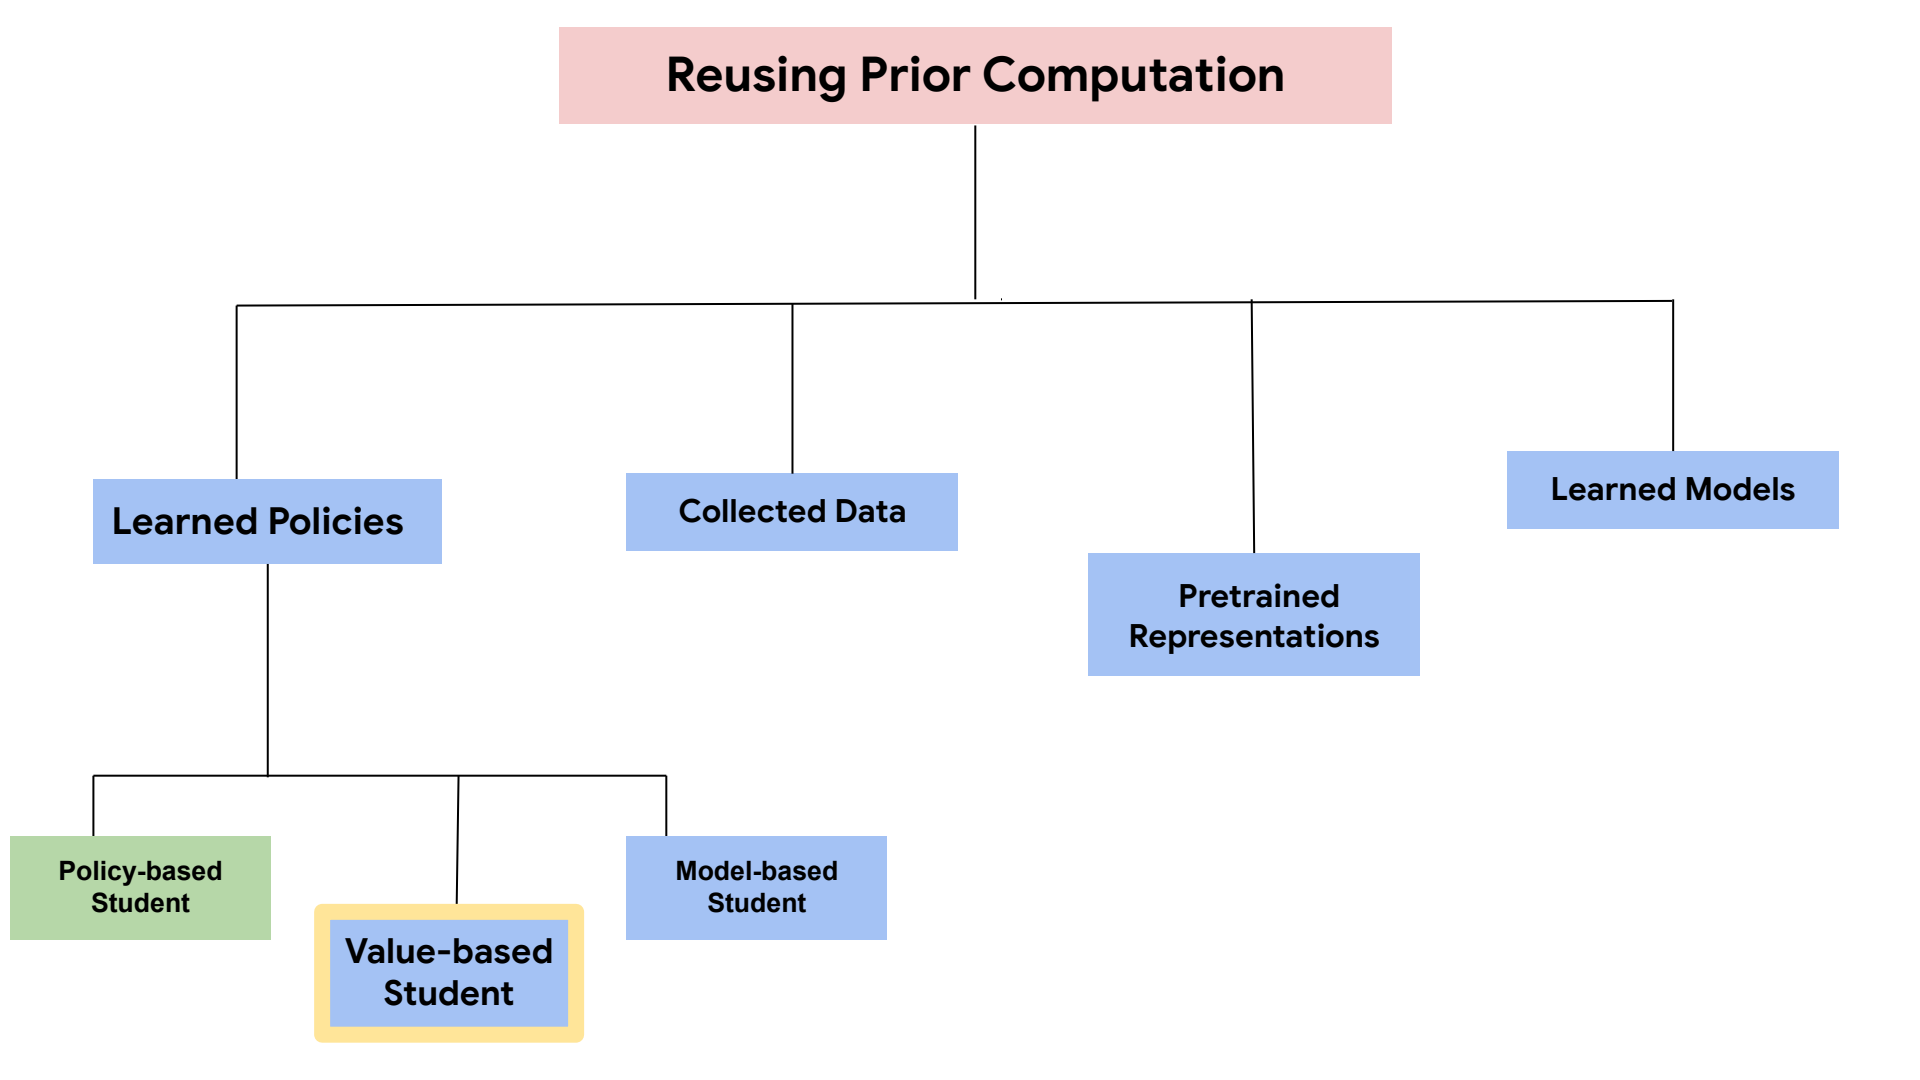 Reusing Prior Computation
Learned Policies
Collected Data
Pretrained
Representations
Learned Models
Policy-based
Student
Value-based
Student
Model-based
Student